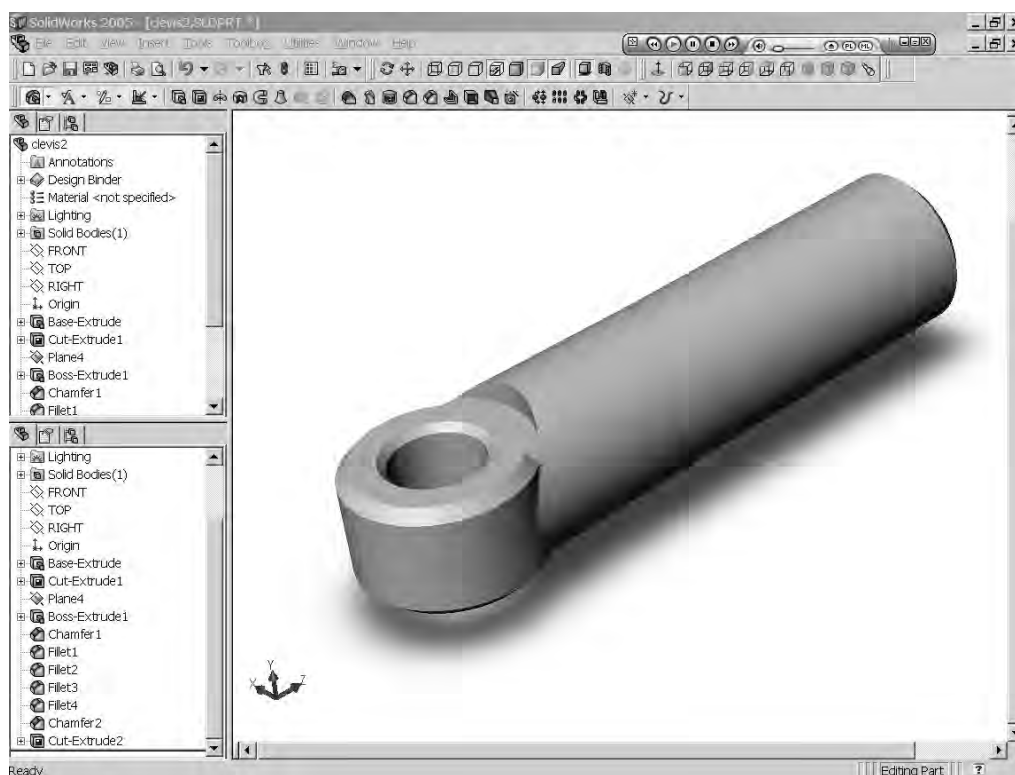 SolidWorks 2005 - [clevis2.SLDPRT *]
File Edit View Insert Tools Toolbox Utilities Window Help
clevis2
Annotations
Design Binder
Material <not specified>
Lighting
Solid Bodies(1)
FRONT
TOP
RIGHT
Origin
Base-Extrude
Cut-Extrude1
Plane4
Boss-Extrude1
Chamfer1
Fillet1
Lighting
Solid Bodies(1)
FRONT
TOP
RIGHT
Origin
Base-Extrude
Cut-Extrude1
Plane4
Boss-Extrude1
Chamfer1
Fillet1
Fillet2
Fillet3
Fillet4
Chamfer2
Cut-Extrude2
Y
X Z
Ready
Editing Part